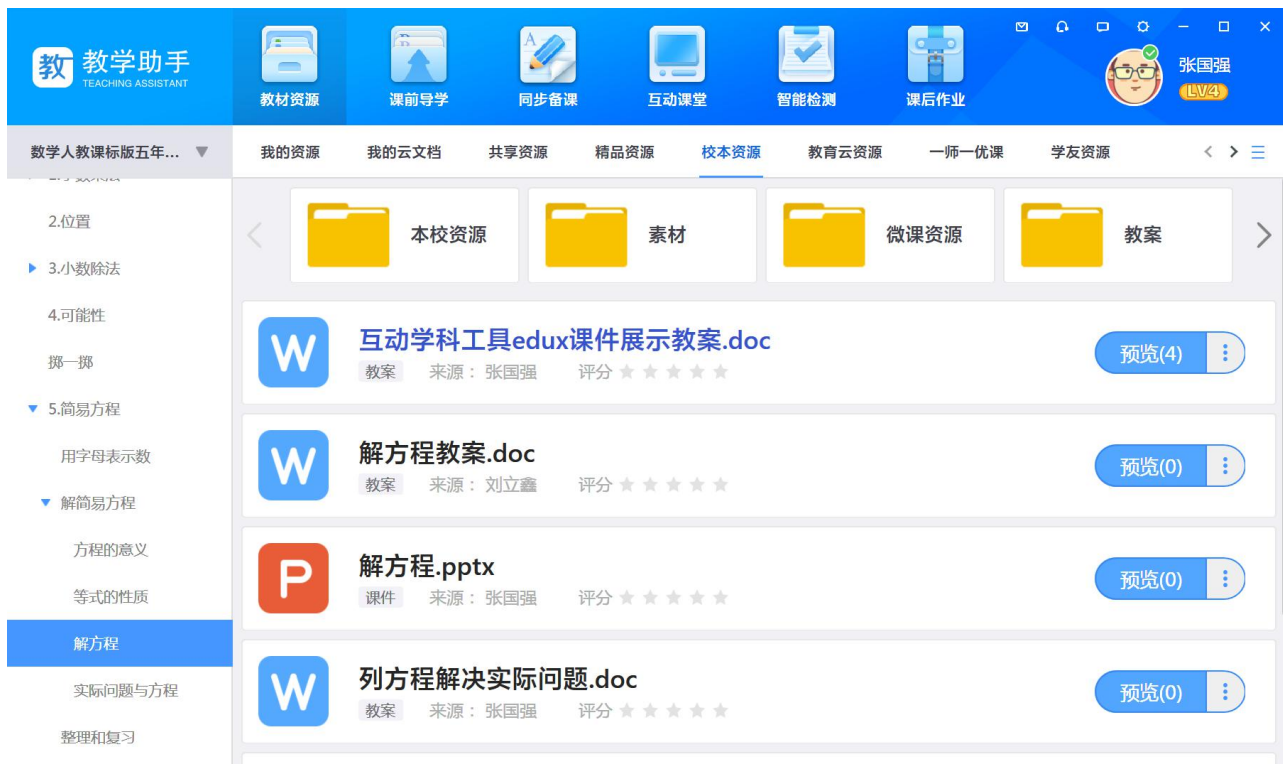 教 教学助手
TEACHING ASSISTANT
教材资源 课前导学 同步备课 互动课堂 智能检测 课后作业
张国强
LV4
数学人教课标版五年...
我的资源 我的云文档 共享资源 精品资源 校本资源 教育云资源 一师一优课 学友资源
2.位置
3.小数除法
4.可能性
掷一掷
5.简易方程
用字母表示数
解简易方程
方程的意义
等式的性质
解方程
实际问题与方程
整理和复习
本校资源 素材 微课资源 教案
W
互动学科工具edux课件展示教案.doc
教案 来源：张国强 评分
预览(4)
W
解方程教案.doc
教案 来源：刘立鑫 评分
预览(0)
P
解方程.pptx
课件 来源：张国强 评分
预览(0)
W
列方程解决实际问题.doc
教案 来源：张国强 评分
预览(0)